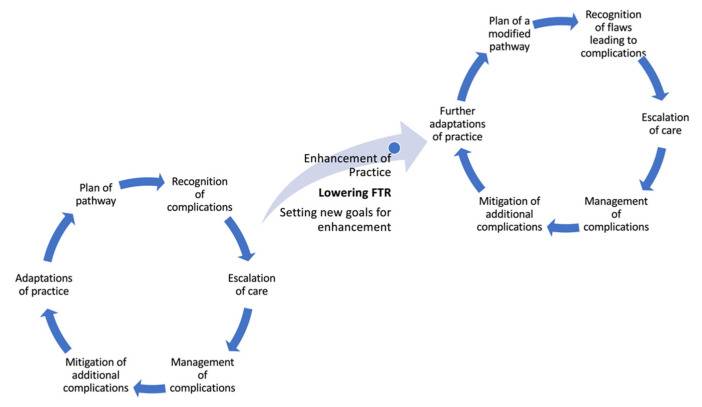 Plan of a
modified
pathway
Recognition
of flaws
leading to
complications
Escalation
of care
Management
of
complications
Mitigation of
additional
complications
Further
adaptations
of practice
Enhancement of
Practice
Lowering FTR
Setting new goals for
enhancement
Plan of
pathway
Recognition
of
complications
Escalation
of care
Management
of
complications
Mitigation of
additional
complications
Adaptations
of practice